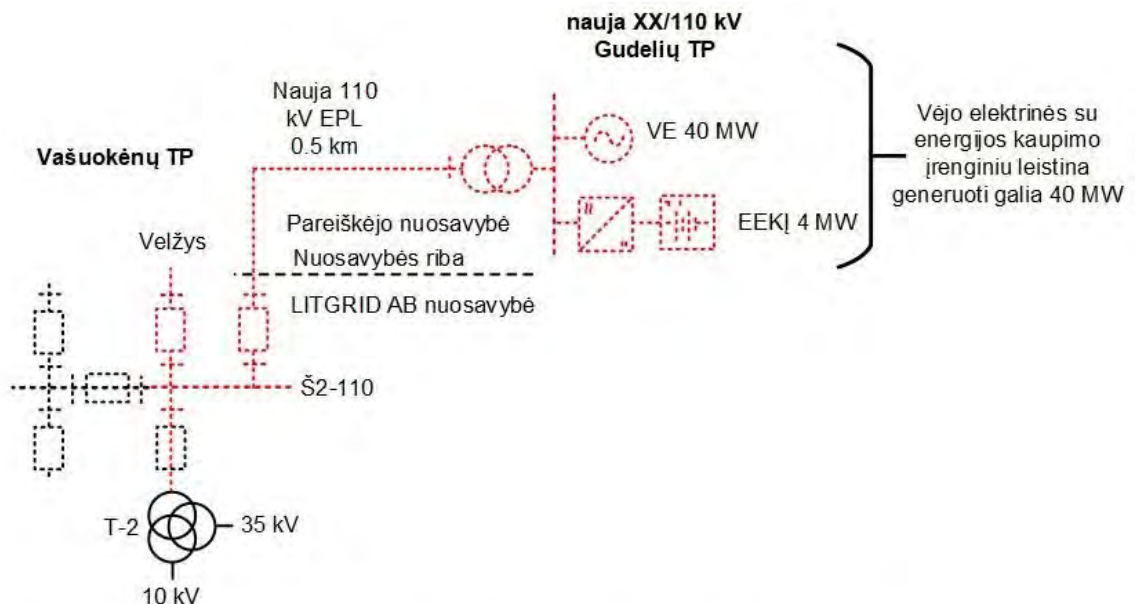 nauja XX/110 kV
Gudelių TP
Nauja 110
kV EPL
0.5 km
VE 40 MW
Vėjo elektrinės su
energijos kaupimo
įrenginiu leistina
generuoti galia 40 MW
Vašuokėnų TP
EEKĮ 4 MW
Pareiškėjo nuosavybė
Velžys
Nuosavybės riba
LITGRID AB nuosavybė
Š2-110
T-2
35 kV
10 kV